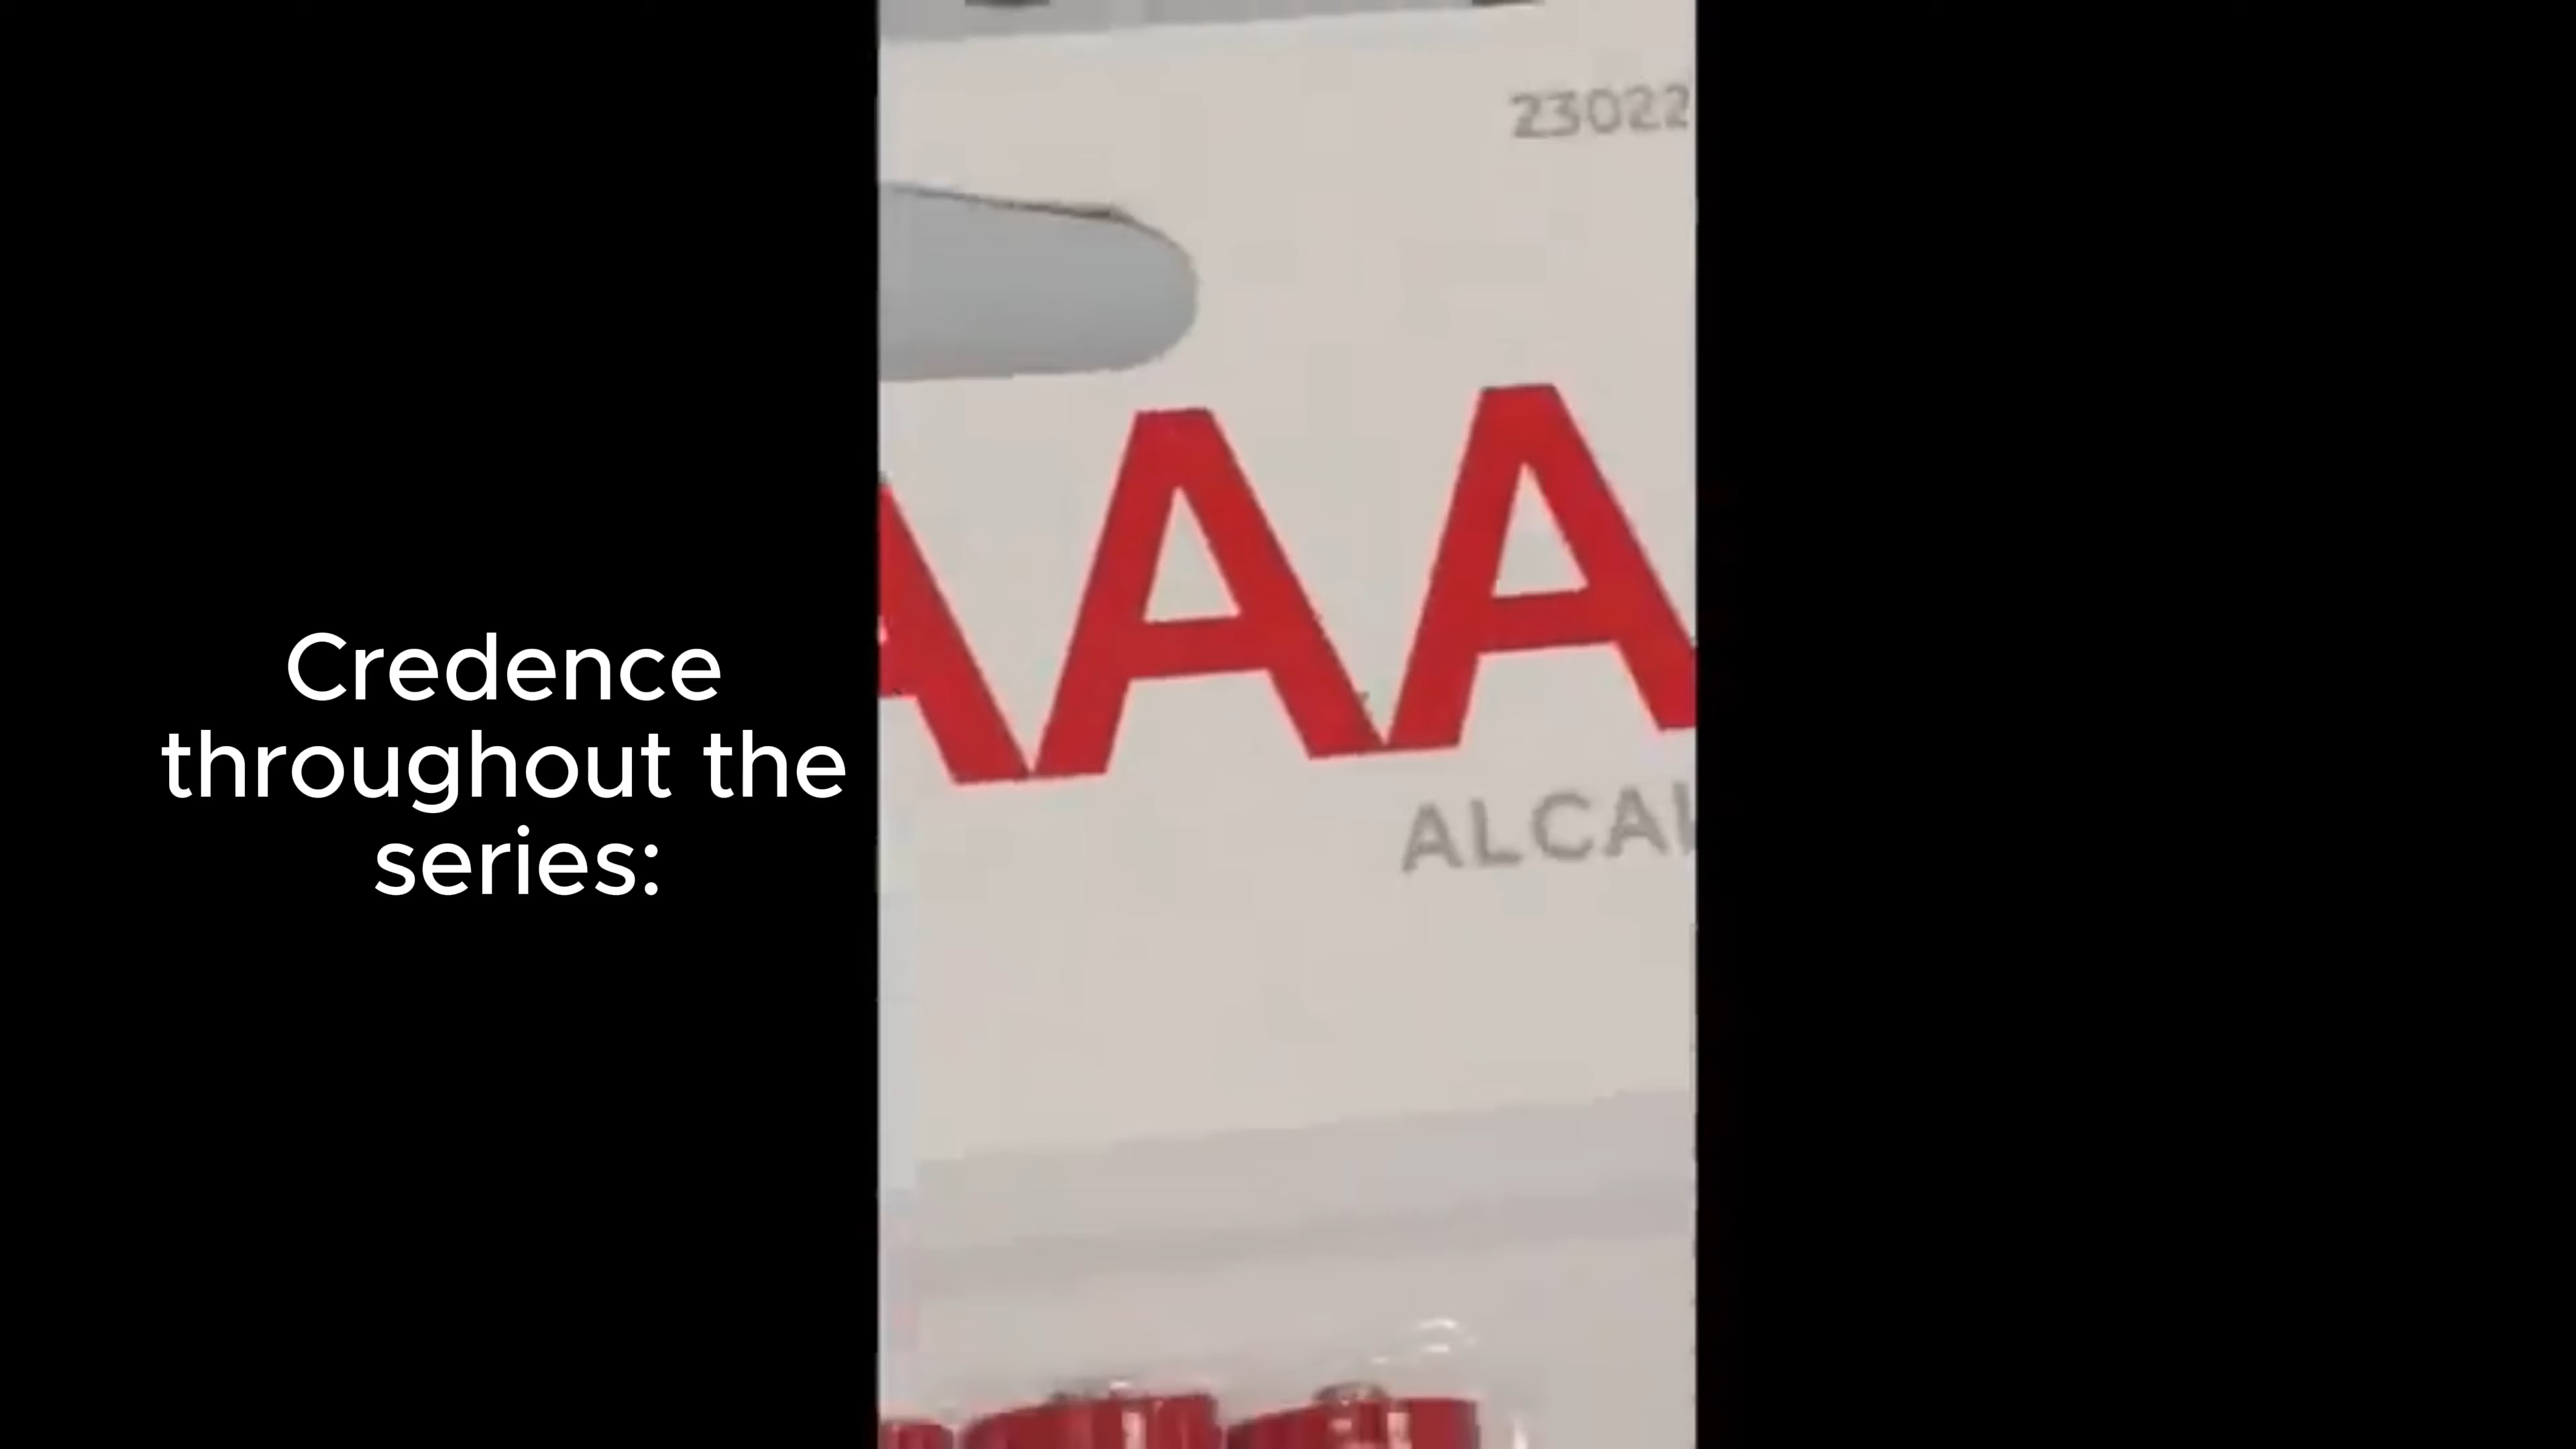 Credence
throughout the
series:
23022
AAA
ALCA